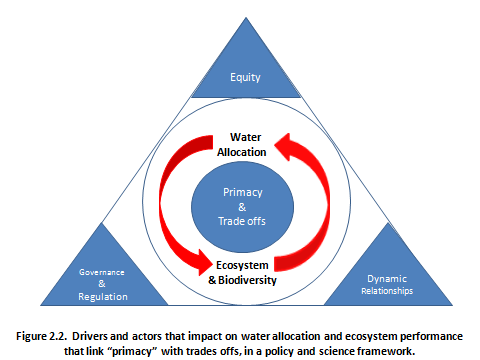 Equity
Water
Allocation
Primacy
&
Trade offs
Ecosystem
& Biodiversity
Governance
&
Regulation
Dynamic
Relationships
Figure 2.2. Drivers and actors that impact on water allocation and ecosystem performance
that link “primacy” with trades offs, in a policy and science framework.